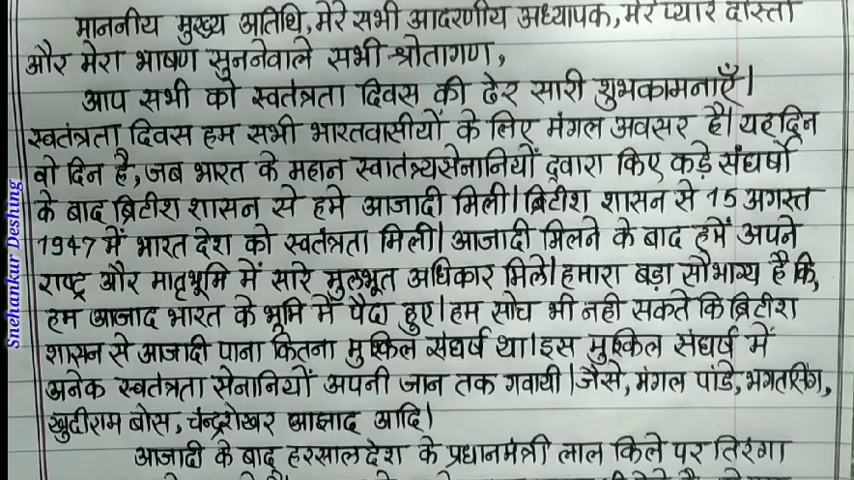 माननीय मुख्य अतिथि, मेरे सभी आदरणीय अध्यापक, मेरे प्यारे दोस्तों
और मेरा भाषण सुननेवाले सभी श्रोतागण,
आप सभी को स्वतंत्रता दिवस की ढेर सारी शुभकामनाएँ।
स्वतंत्रता दिवस हम सभी भारतवासीयों के लिए मंगल अवसर है। यह दिन
वो दिन है, जब भारत के महान स्वातंत्र्यसेनानियों द्वारा किए कड़े संघर्षों
के बाद ब्रिटीश शासन से हमे आजादी मिली। ब्रिटीश शासन से 15 अगस्त
1947 में भारत देश को स्वतंत्रता मिली। आजादी मिलने के बाद हमें अपने
राष्ट्र और मातृभूमि में सारे मुलभूत अधिकार मिले। हमारा बड़ा सौभाग्य है कि,
हम आजाद भारत के भूमि में पैदा हुए। हम सोच भी नही सकते कि ब्रिटीश
शासन से आजादी पाना कितना मुश्किल संघर्ष था। इस मुश्किल संघर्ष में
अनेक स्वतंत्रता सेनानियों अपनी जान तक गवायी। जैसे, मंगल पांडे, भगतसिंग,
खुदीराम बोस, चंद्रशेखर आझाद आदि।
आजादी के बाद हरसाल देश के प्रधानमंत्री लाल किले पर तिरंगा
Snehankur Deshing